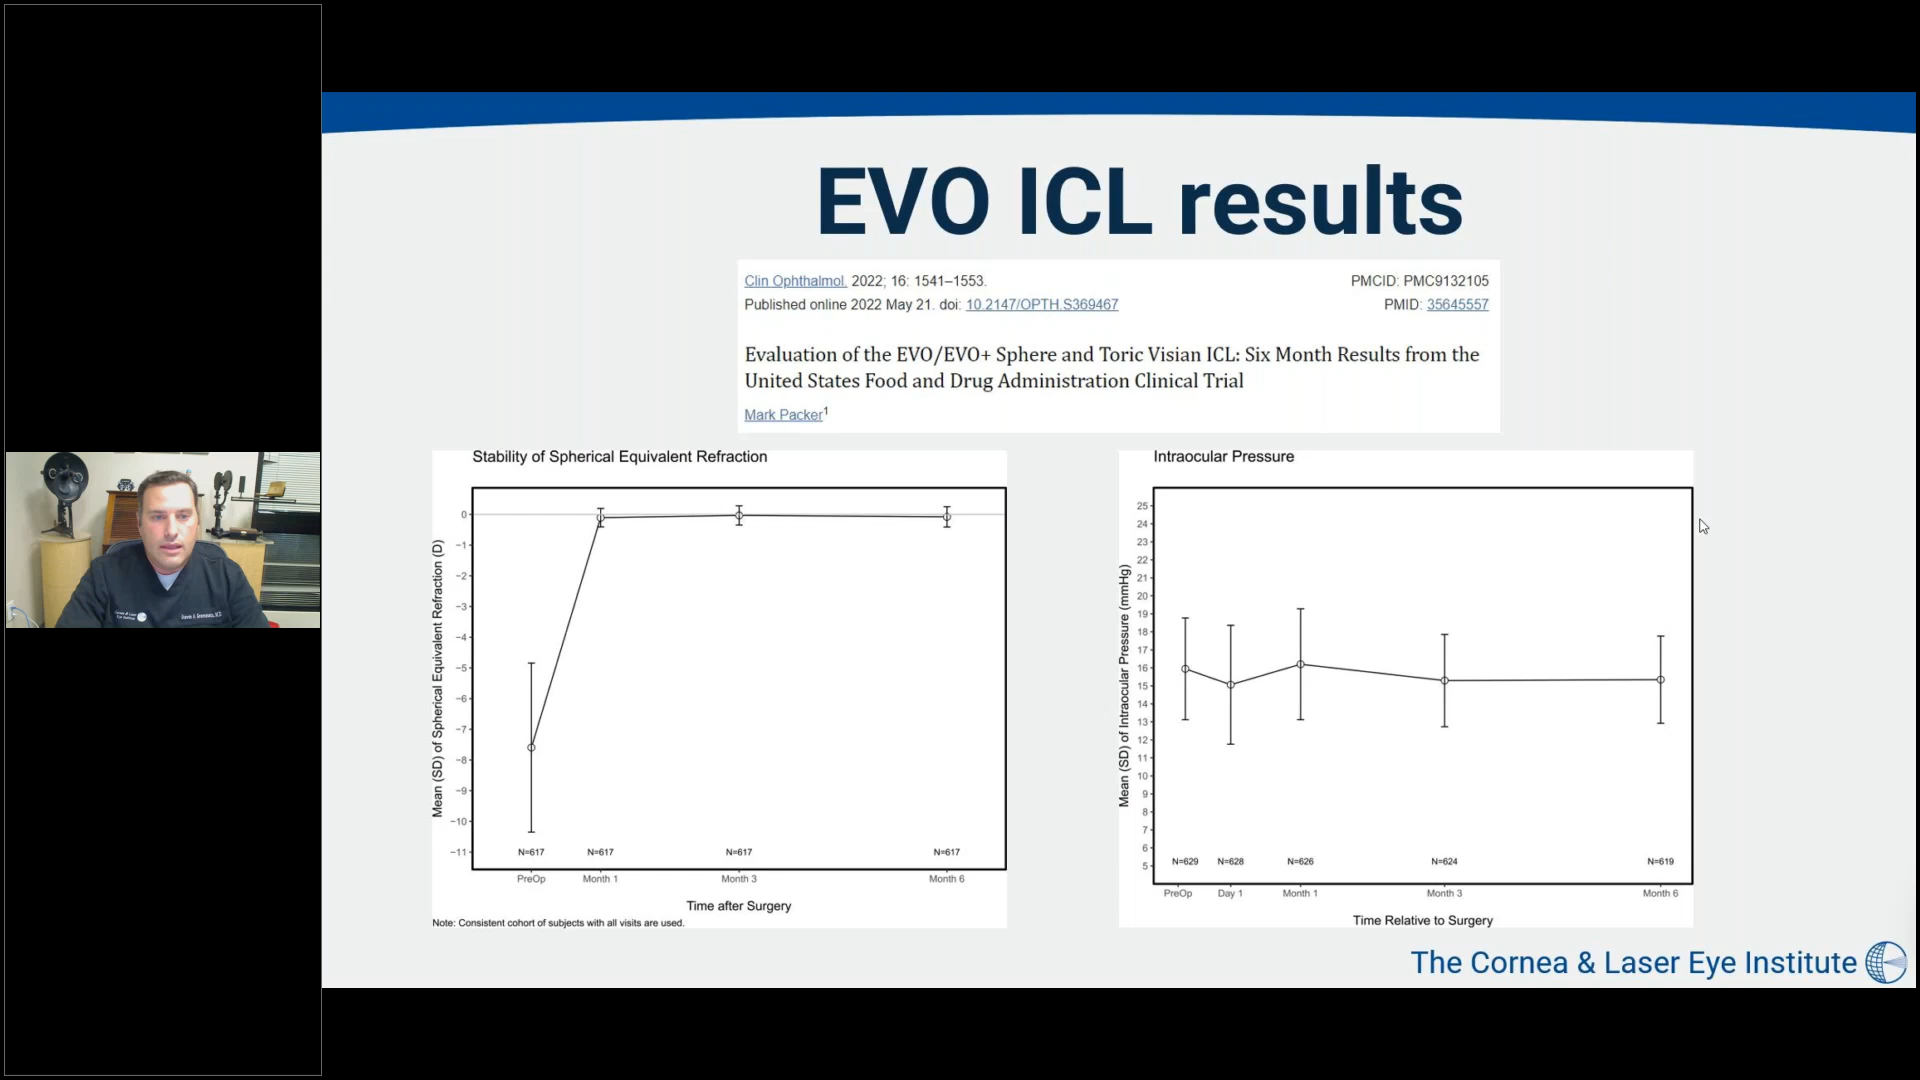 EVO ICL results
Clin Ophthalmol. 2022; 16: 1541–1553.
PMCID: PMC9132105
Published online 2022 May 21. doi: 10.2147/OPTH.S369467
PMID: 35645557
Evaluation of the EVO/EVO+ Sphere and Toric Visian ICL: Six Month Results from the
United States Food and Drug Administration Clinical Trial
Mark Packer1
Stability of Spherical Equivalent Refraction
Mean (SD) of Spherical Equivalent Refraction (D)
0
−1
−2
−3
−4
−5
−6
−7
−8
−9
−10
−11
N=617 N=617 N=617 N=617
PreOp Month 1 Month 3 Month 6
Time after Surgery
Note: Consistent cohort of subjects with all visits are used.
Intraocular Pressure
Mean (SD) of Intraocular Pressure (mmHg)
25
24
23
22
21
20
19
18
17
16
15
14
13
12
11
10
9
8
7
6
5
N=629 N=628 N=626 N=624 N=619
PreOp Day 1 Month 1 Month 3 Month 6
Time Relative to Surgery
The Cornea & Laser Eye Institute
Cornea & Laser
Eye Institute